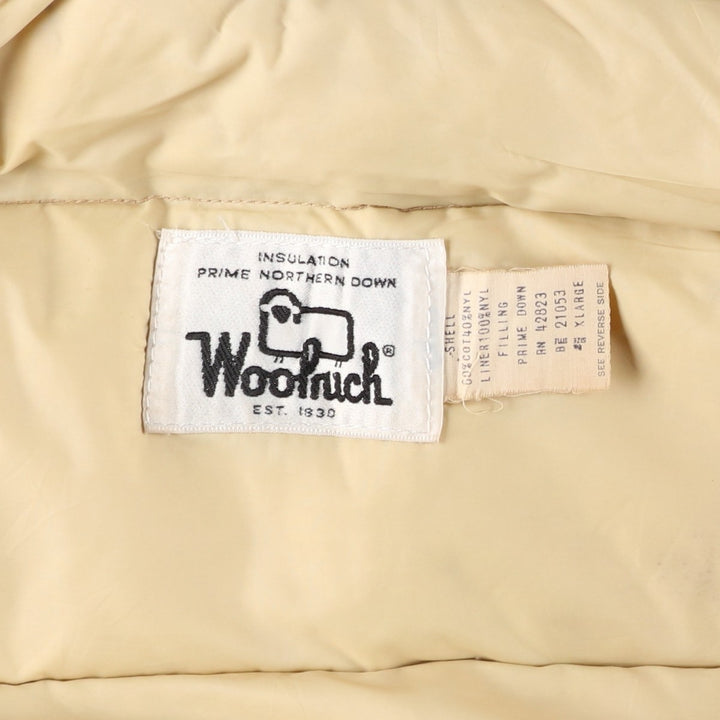 INSULATION
PRIME NORTHERN DOWN
Woolrich®
EST. 1830
SHELL
60%COT40%NYL
LINER100%NYL
FILLING
PRIME DOWN
RN 42823
21053
XLARGE
SEE REVERSE SIDE